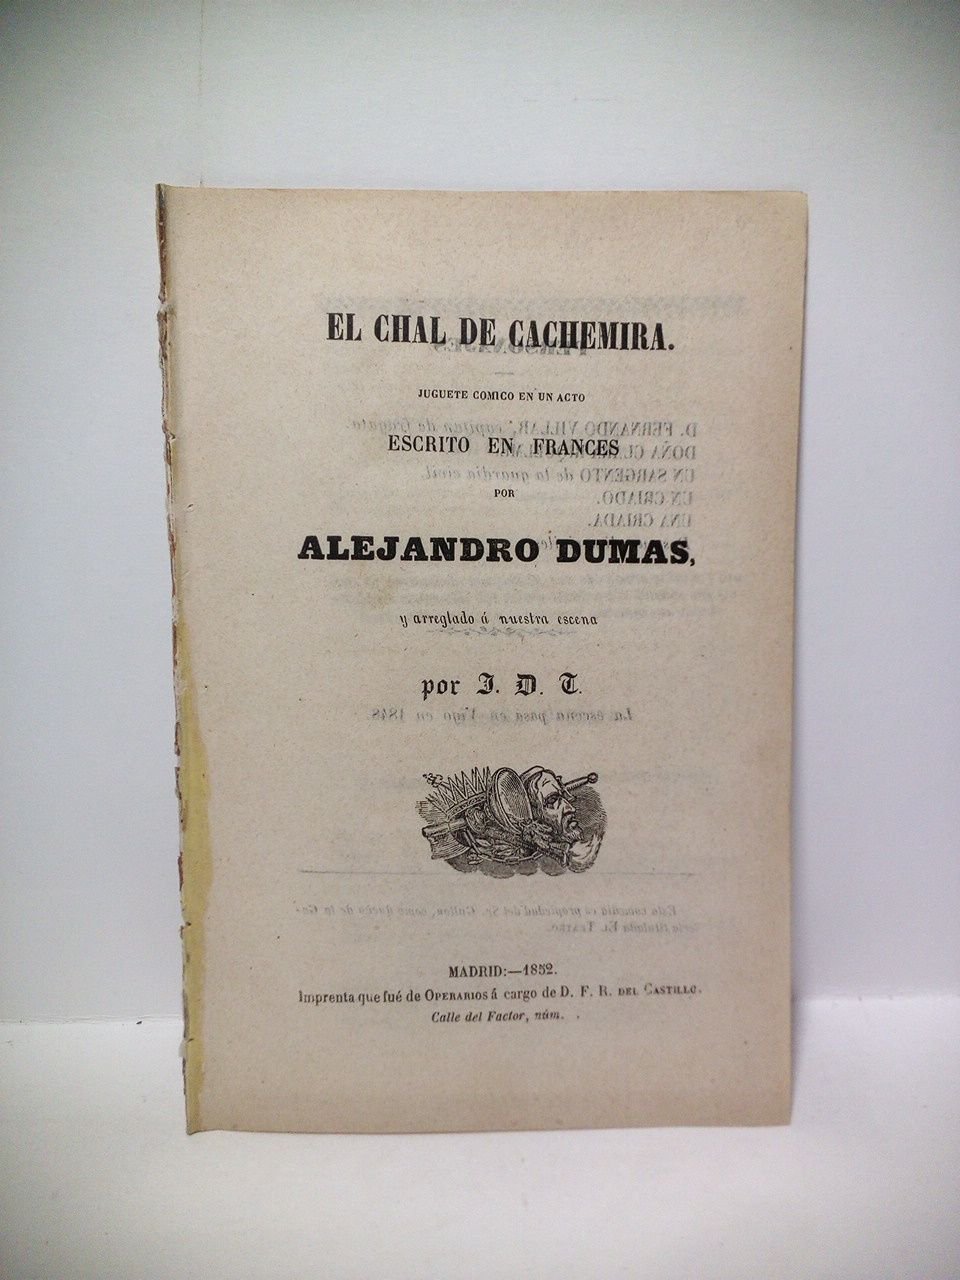 EL CHAL DE CACHEMIRA.
JUGUETE COMICO EN UN ACTO
ESCRITO EN FRANCES
POR
ALEJANDRO DUMAS,
y arreglado á nuestra escena
por J. D. T.
MADRID:—1852.
Imprenta que fué de OPERARIOS á cargo de D. F. R. DEL CASTILLO.
Calle del Factor, núm. .